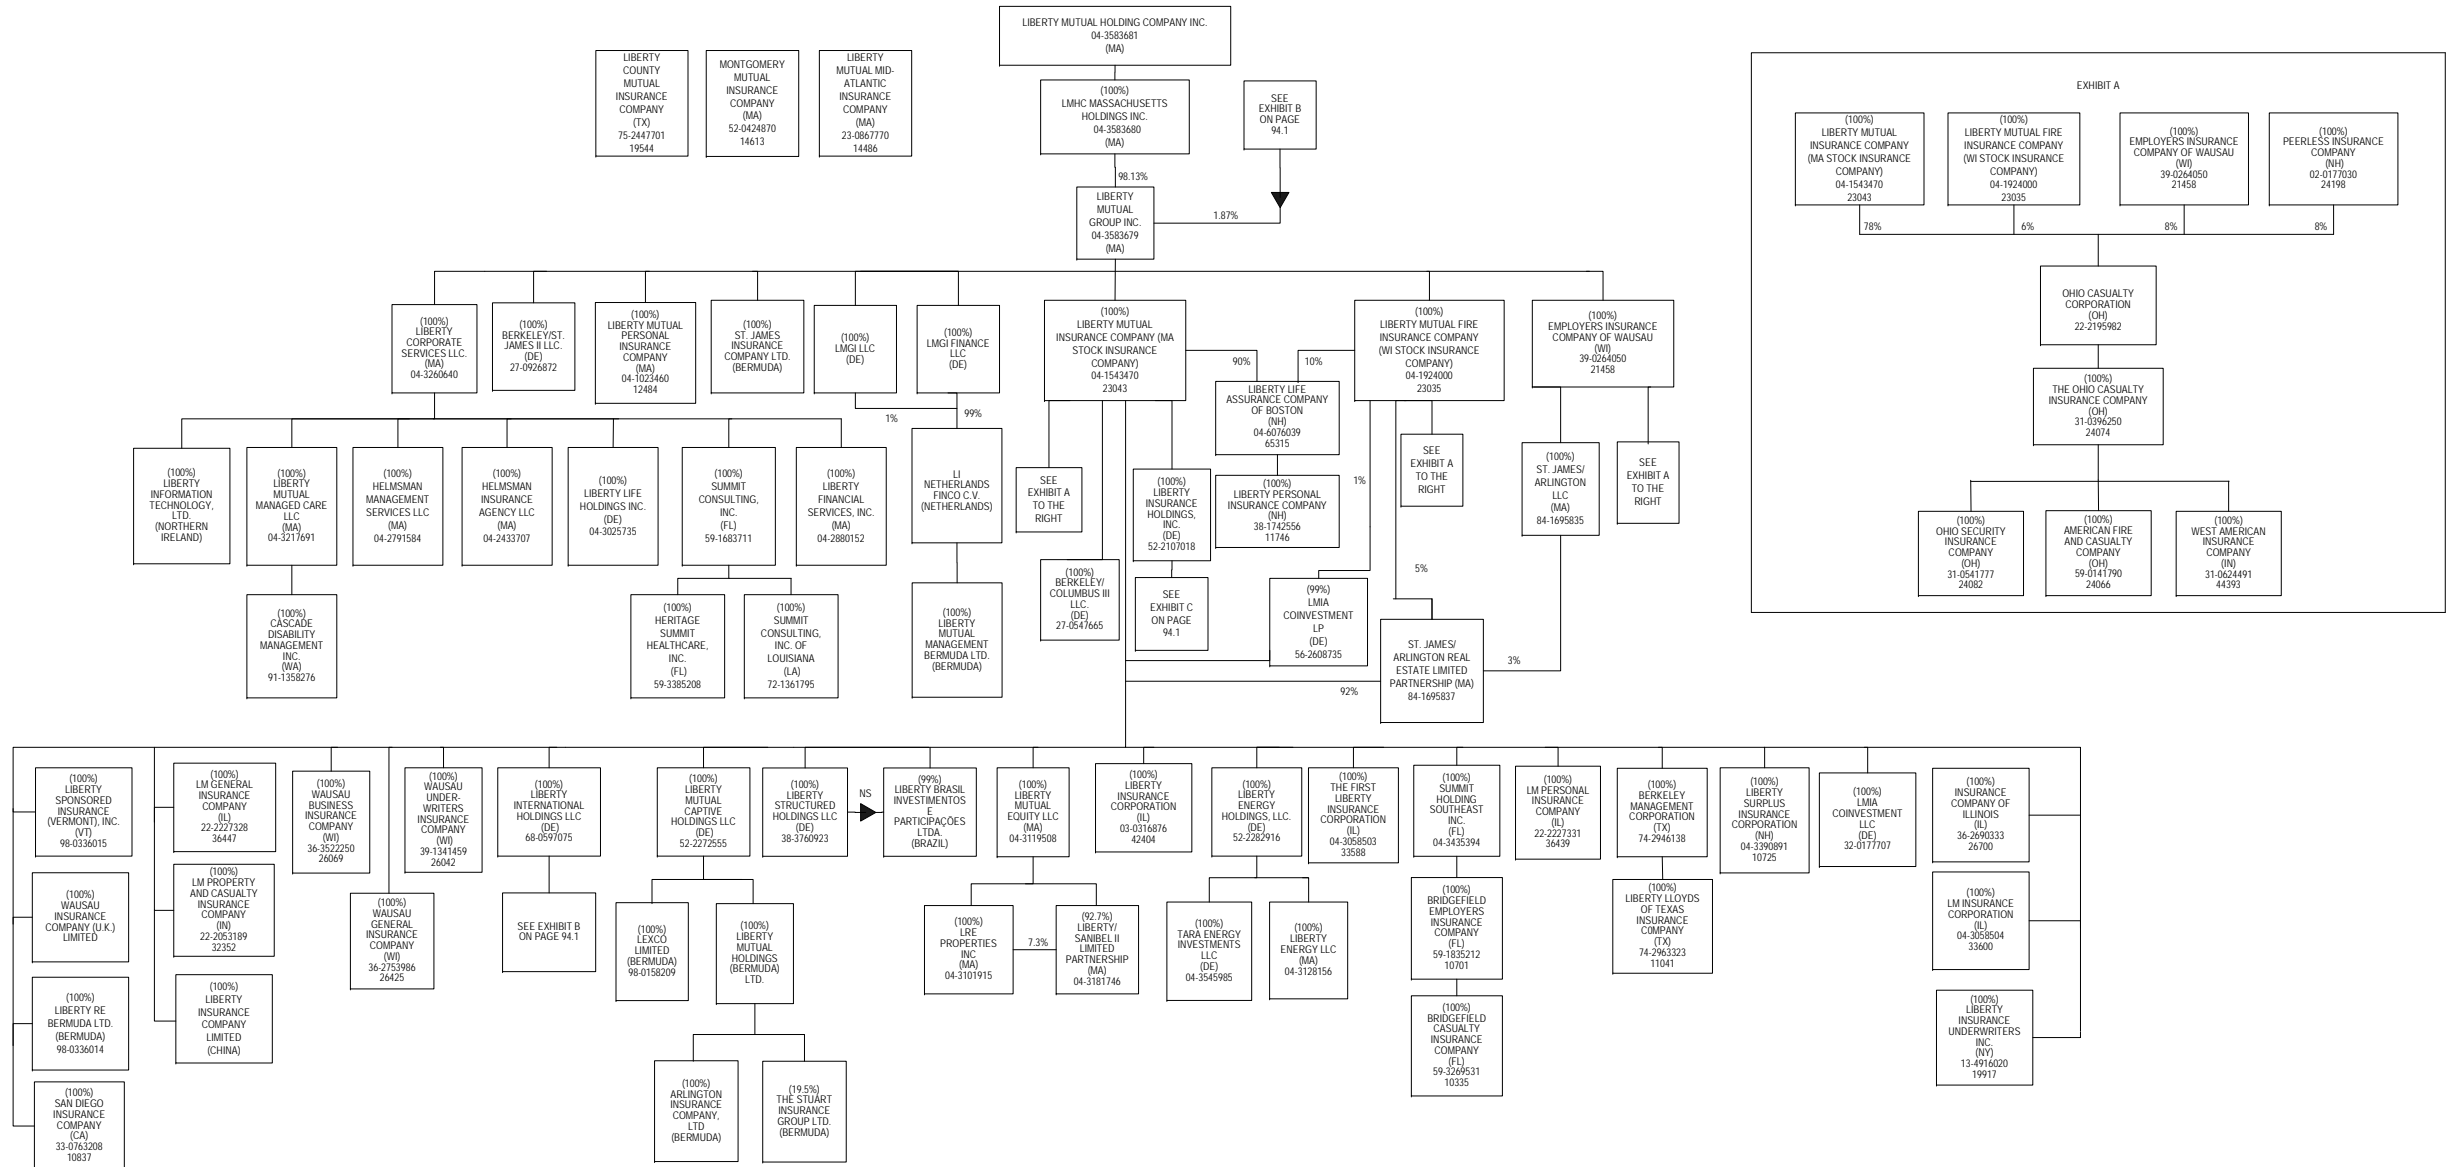 LIBERTY MUTUAL HOLDING COMPANY INC.
04-3583681
(MA)
LIBERTY
COUNTY
MUTUAL
INSURANCE
COMPANY
(TX)
75-2447701
19544
MONTGOMERY
MUTUAL
INSURANCE
COMPANY
(MA)
52-0424870
14613
LIBERTY
MUTUAL MID-
ATLANTIC
INSURANCE
COMPANY
(MA)
23-0867770
14486
(100%)
LMHC MASSACHUSETTS
HOLDINGS INC.
04-3583680
(MA)
SEE
EXHIBIT B
ON PAGE
94.1
98.13%
LIBERTY
MUTUAL
GROUP INC.
04-3583679
(MA)
1.87%
EXHIBIT A
(100%)
LIBERTY MUTUAL
INSURANCE COMPANY
(MA STOCK INSURANCE
COMPANY)
04-1543470
23043
(100%)
LIBERTY MUTUAL FIRE
INSURANCE COMPANY
(WI STOCK INSURANCE
COMPANY)
04-1924000
23035
(100%)
EMPLOYERS INSURANCE
COMPANY OF WAUSAU
(WI)
39-0264050
21458
(100%)
PEERLESS INSURANCE
COMPANY
(NH)
02-0177030
24198
78%
6%
8%
8%
OHIO CASUALTY
CORPORATION
(OH)
22-2195982
(100%)
THE OHIO CASUALTY
INSURANCE COMPANY
(OH)
31-0396250
24074
(100%)
OHIO SECURITY
INSURANCE
COMPANY
(OH)
31-0541777
24082
(100%)
AMERICAN FIRE
AND CASUALTY
COMPANY
(OH)
59-0141790
24066
(100%)
WEST AMERICAN
INSURANCE
COMPANY
(IN)
31-0624491
44393
(100%)
LIBERTY
CORPORATE
SERVICES LLC.
(MA)
04-3260640
(100%)
BERKELEY/ST.
JAMES II LLC.
(DE)
27-0926872
(100%)
LIBERTY MUTUAL
PERSONAL
INSURANCE
COMPANY
(MA)
04-1023460
12484
(100%)
ST. JAMES
INSURANCE
COMPANY LTD.
(BERMUDA)
(100%)
LMGI LLC
(DE)
(100%)
LMGI FINANCE
LLC
(DE)
(100%)
LIBERTY MUTUAL
INSURANCE COMPANY (MA
STOCK INSURANCE
COMPANY)
04-1543470
23043
(100%)
LIBERTY MUTUAL FIRE
INSURANCE COMPANY
(WI STOCK INSURANCE
COMPANY)
04-1924000
23035
(100%)
EMPLOYERS INSURANCE
COMPANY OF WAUSAU
(WI)
39-0264050
21458
90%
10%
LIBERTY LIFE
ASSURANCE COMPANY
OF BOSTON
(NH)
04-6076039
65315
1%
99%
(100%)
LIBERTY
INFORMATION
TECHNOLOGY,
LTD.
(NORTHERN
IRELAND)
(100%)
LIBERTY
MUTUAL
MANAGED CARE
LLC
(MA)
04-3217691
(100%)
HELMSMAN
MANAGEMENT
SERVICES LLC
(MA)
04-2791584
(100%)
HELMSMAN
INSURANCE
AGENCY LLC
(MA)
04-2433707
(100%)
LIBERTY LIFE
HOLDINGS INC.
(DE)
04-3025735
(100%)
SUMMIT
CONSULTING,
INC.
(FL)
59-1683711
(100%)
LIBERTY
FINANCIAL
SERVICES, INC.
(MA)
04-2880152
LI
NETHERLANDS
FINCO C.V.
(NETHERLANDS)
SEE
EXHIBIT A
TO THE
RIGHT
(100%)
LIBERTY
INSURANCE
HOLDINGS,
INC.
(DE)
52-2107018
(100%)
LIBERTY PERSONAL
INSURANCE COMPANY
(NH)
38-1742556
11746
1%
SEE
EXHIBIT A
TO THE
RIGHT
(100%)
ST. JAMES/
ARLINGTON
LLC
(MA)
84-1695835
SEE
EXHIBIT A
TO THE
RIGHT
(100%)
CASCADE
DISABILITY
MANAGEMENT
INC.
(WA)
91-1358276
(100%)
HERITAGE
SUMMIT
HEALTHCARE,
INC.
(FL)
59-3385208
(100%)
SUMMIT
CONSULTING,
INC. OF
LOUISIANA
(LA)
72-1361795
(100%)
LIBERTY
MUTUAL
MANAGEMENT
BERMUDA LTD.
(BERMUDA)
(100%)
BERKELEY/
COLUMBUS III
LLC.
(DE)
27-0547665
SEE
EXHIBIT C
ON PAGE
94.1
(99%)
LMIA
COINVESTMENT
LP
(DE)
56-2608735
5%
ST. JAMES/
ARLINGTON REAL
ESTATE LIMITED
PARTNERSHIP (MA)
84-1695837
3%
92%
(100%)
LIBERTY
SPONSORED
INSURANCE
(VERMONT), INC.
(VT)
98-0336015
(100%)
LM GENERAL
INSURANCE
COMPANY
(IL)
22-2227328
36447
(100%)
WAUSAU
BUSINESS
INSURANCE
COMPANY
(WI)
36-3522250
26069
(100%)
WAUSAU
UNDER-
WRITERS
INSURANCE
COMPANY
(WI)
39-1341459
26042
(100%)
LIBERTY
INTERNATIONAL
HOLDINGS LLC
(DE)
68-0597075
(100%)
LIBERTY
MUTUAL
CAPTIVE
HOLDINGS LLC
(DE)
52-2272555
(100%)
LIBERTY
STRUCTURED
HOLDINGS LLC
(DE)
38-3760923
NS
(99%)
LIBERTY BRASIL
INVESTIMENTOS
E
PARTICIPAÇÕES
LTDA.
(BRAZIL)
(100%)
LIBERTY
MUTUAL
EQUITY LLC
(MA)
04-3119508
(100%)
LIBERTY
INSURANCE
CORPORATION
(IL)
03-0316876
42404
(100%)
LIBERTY
ENERGY
HOLDINGS, LLC.
(DE)
52-2282916
(100%)
THE FIRST
LIBERTY
INSURANCE
CORPORATION
(IL)
04-3058503
33588
(100%)
SUMMIT
HOLDING
SOUTHEAST
INC.
(FL)
04-3435394
(100%)
LM PERSONAL
INSURANCE
COMPANY
(IL)
22-2227331
36439
(100%)
BERKELEY
MANAGEMENT
CORPORATION
(TX)
74-2946138
(100%)
LIBERTY
SURPLUS
INSURANCE
CORPORATION
(NH)
04-3390891
10725
(100%)
LMIA
COINVESTMENT
LLC
(DE)
32-0177707
(100%)
INSURANCE
COMPANY OF
ILLINOIS
(IL)
36-2690333
26700
(100%)
WAUSAU
INSURANCE
COMPANY (U.K.)
LIMITED
(100%)
LM PROPERTY
AND CASUALTY
INSURANCE
COMPANY
(IN)
22-2053189
32352
(100%)
WAUSAU
GENERAL
INSURANCE
COMPANY
(WI)
36-2753986
26425
SEE EXHIBIT B
ON PAGE 94.1
(100%)
LEXCO
LIMITED
(BERMUDA)
98-0158209
(100%)
LIBERTY
MUTUAL
HOLDINGS
(BERMUDA)
LTD.
(100%)
LRE
PROPERTIES
INC
(MA)
04-3101915
7.3%
(92.7%)
LIBERTY/
SANIBEL II
LIMITED
PARTNERSHIP
(MA)
04-3181746
(100%)
TARA ENERGY
INVESTMENTS
LLC
(DE)
04-3545985
(100%)
LIBERTY
ENERGY LLC
(MA)
04-3128156
(100%)
BRIDGEFIELD
EMPLOYERS
INSURANCE
COMPANY
(FL)
59-1835212
10701
(100%)
LIBERTY LLOYDS
OF TEXAS
INSURANCE
COMPANY
(TX)
74-2963323
11041
(100%)
LM INSURANCE
CORPORATION
(IL)
04-3058504
33600
(100%)
LIBERTY RE
BERMUDA LTD.
(BERMUDA)
98-0336014
(100%)
LIBERTY
INSURANCE
COMPANY
LIMITED
(CHINA)
(100%)
BRIDGEFIELD
CASUALTY
INSURANCE
COMPANY
(FL)
59-3269531
10335
(100%)
LIBERTY
INSURANCE
UNDERWRITERS
INC.
(NY)
13-4916020
19917
(100%)
SAN DIEGO
INSURANCE
COMPANY
(CA)
33-0763208
10837
(100%)
ARLINGTON
INSURANCE
COMPANY,
LTD
(BERMUDA)
(19.5%)
THE STUART
INSURANCE
GROUP LTD.
(BERMUDA)